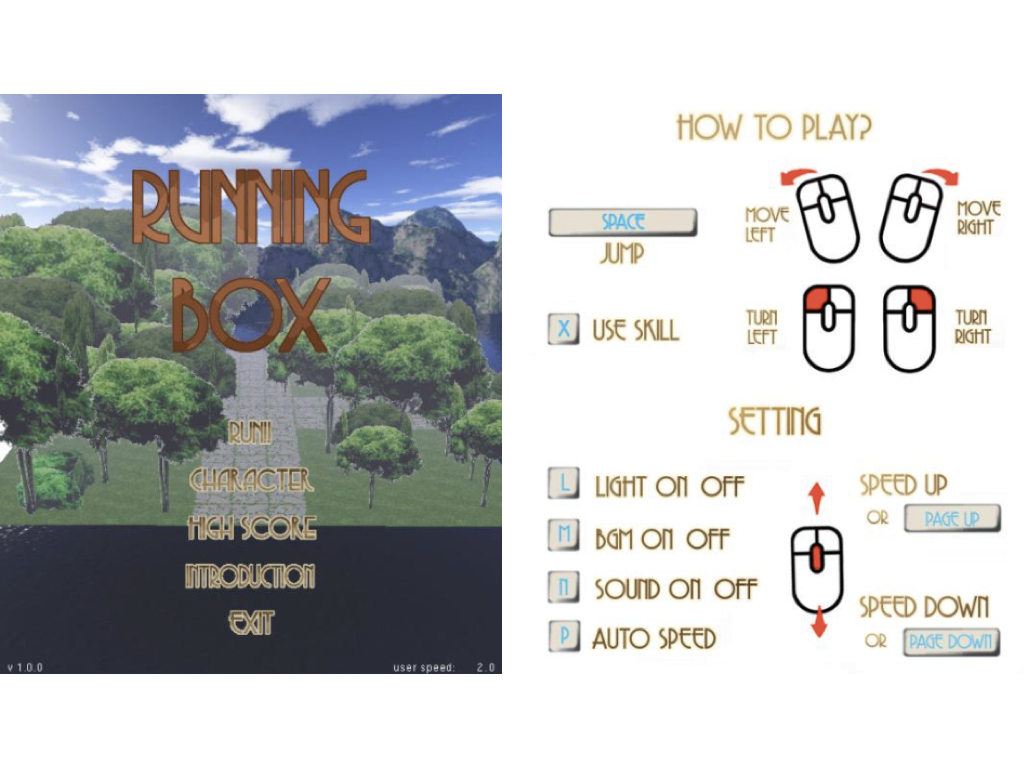 RUNNING
BOX
RUN!!
CHARACTER
HIGH SCORE
INTRODUCTION
EXIT
v 1.0.0
user speed: 2.0
HOW TO PLAY?
SPACE
JUMP
MOVE
LEFT
MOVE
RIGHT
X USE SKILL
TURN
LEFT
TURN
RIGHT
SETTING
L LIGHT ON OFF
M BGM ON OFF
N SOUND ON OFF
P AUTO SPEED
SPEED UP
OR PAGE UP
SPEED DOWN
OR PAGE DOWN